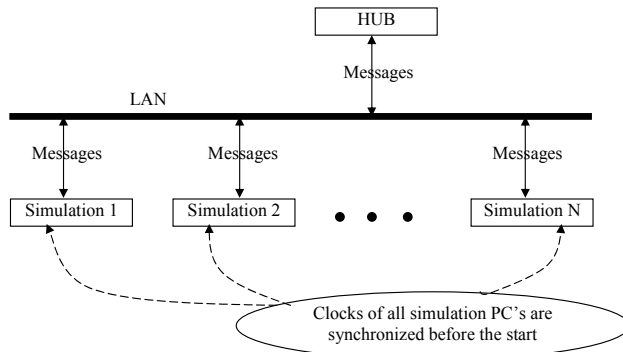 HUB
Messages
LAN
Messages
Messages
Messages
Simulation 1
Simulation 2
Simulation N
Clocks of all simulation PC's are
synchronized before the start